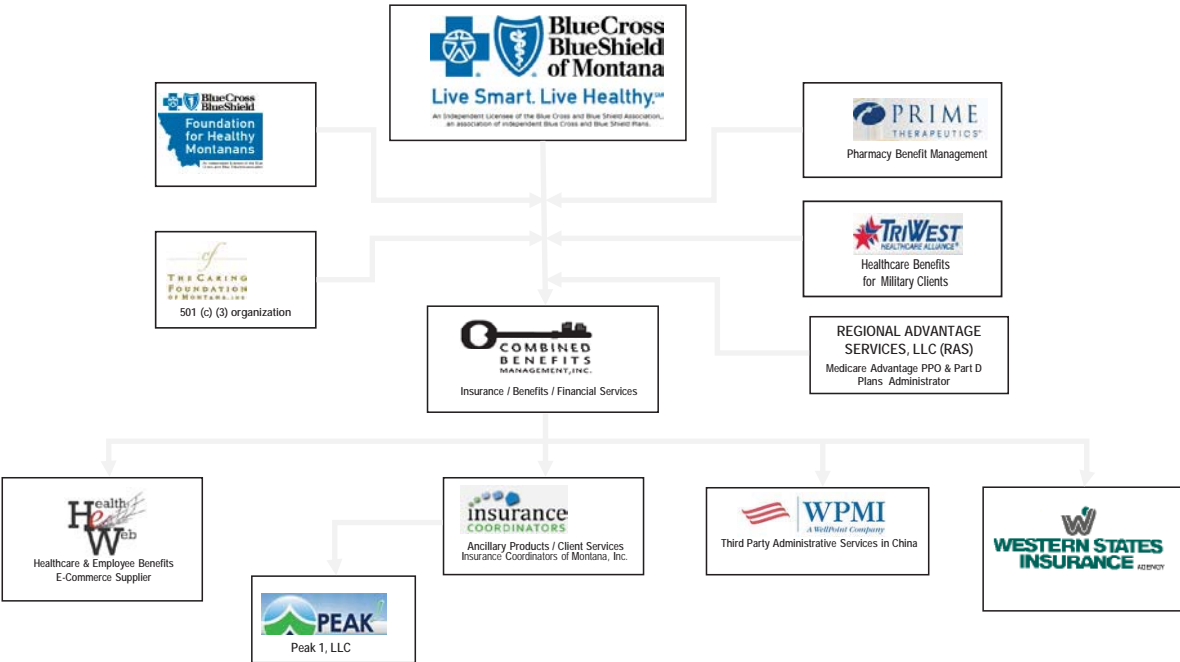 BlueCross
BlueShield
of Montana
Live Smart. Live Healthy.℠
An Independent Licensee of the Blue Cross and Blue Shield Association,
an association of independent Blue Cross and Blue Shield Plans.
BlueCross
BlueShield
Foundation
for Healthy
Montanans
PRIME
THERAPEUTICS
Pharmacy Benefit Management
cf
THE CARING
FOUNDATION
OF MONTANA, INC
501 (c) (3) organization
TRIWEST
HEALTHCARE ALLIANCE®
Healthcare Benefits
for Military Clients
REGIONAL ADVANTAGE
SERVICES, LLC (RAS)
Medicare Advantage PPO & Part D
Plans Administrator
COMBINED
BENEFITS
MANAGEMENT, INC.
Insurance / Benefits / Financial Services
Health
e
Web
Healthcare & Employee Benefits
E-Commerce Supplier
insurance
COORDINATORS
Ancillary Products / Client Services
Insurance Coordinators of Montana, Inc.
WPMI
A WellPoint Company
Third Party Administrative Services in China
WESTERN STATES
INSURANCE AGENCY
PEAK1
Peak 1, LLC